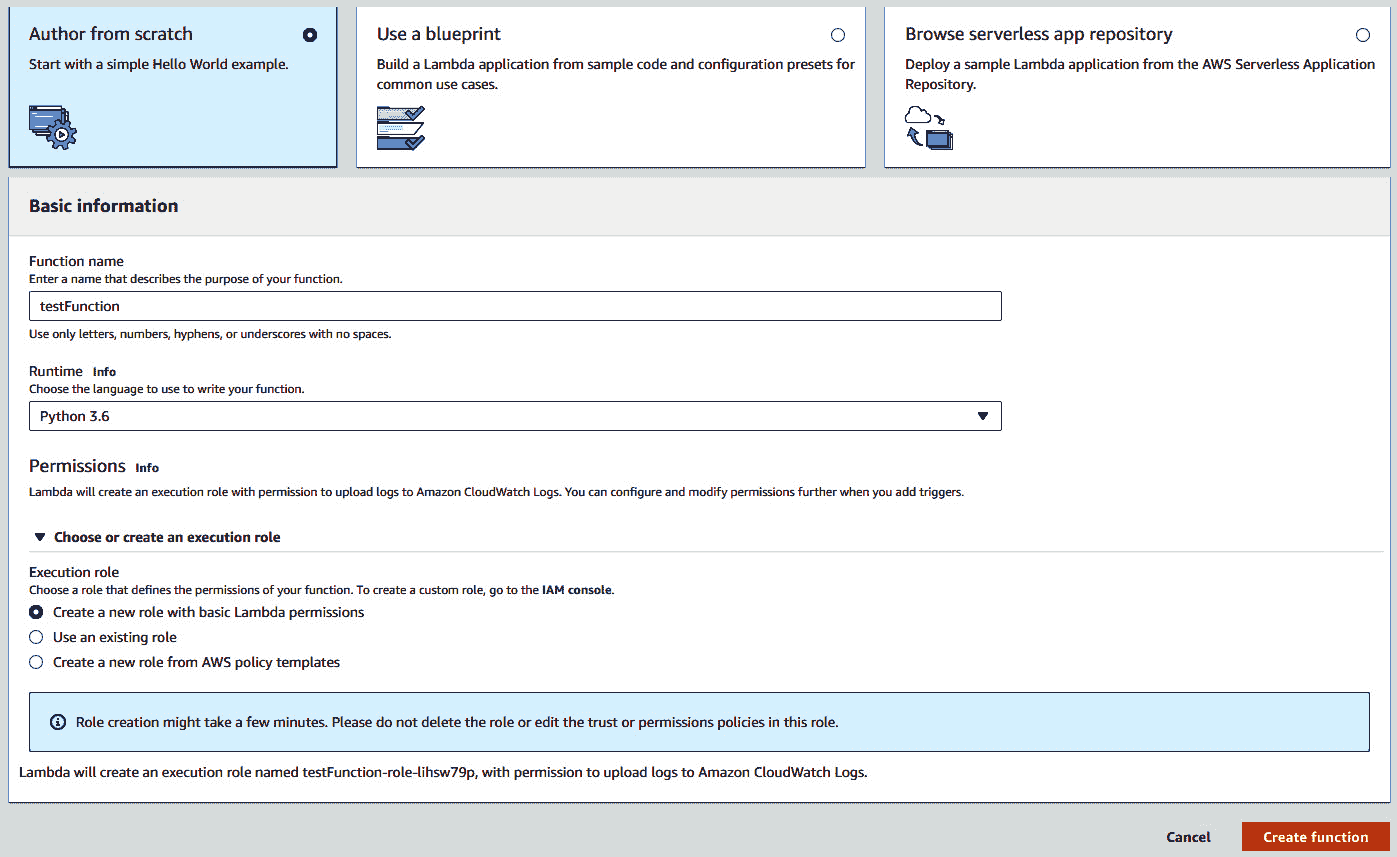 Author from scratch
Start with a simple Hello World example.
Use a blueprint
Build a Lambda application from sample code and configuration presets for
common use cases.
Browse serverless app repository
Deploy a sample Lambda application from the AWS Serverless Application
Repository.
Basic information
Function name
Enter a name that describes the purpose of your function.
testFunction
Use only letters, numbers, hyphens, or underscores with no spaces.
Runtime Info
Choose the language to use to write your function.
Python 3.6
Permissions Info
Lambda will create an execution role with permission to upload logs to Amazon CloudWatch Logs. You can configure and modify permissions further when you add triggers.
Choose or create an execution role
Execution role
Choose a role that defines the permissions of your function. To create a custom role, go to the IAM console.
Create a new role with basic Lambda permissions
Use an existing role
Create a new role from AWS policy templates
Role creation might take a few minutes. Please do not delete the role or edit the trust or permissions policies in this role.
Lambda will create an execution role named testFunction-role-lihsw79p, with permission to upload logs to Amazon CloudWatch Logs.
Cancel
Create function